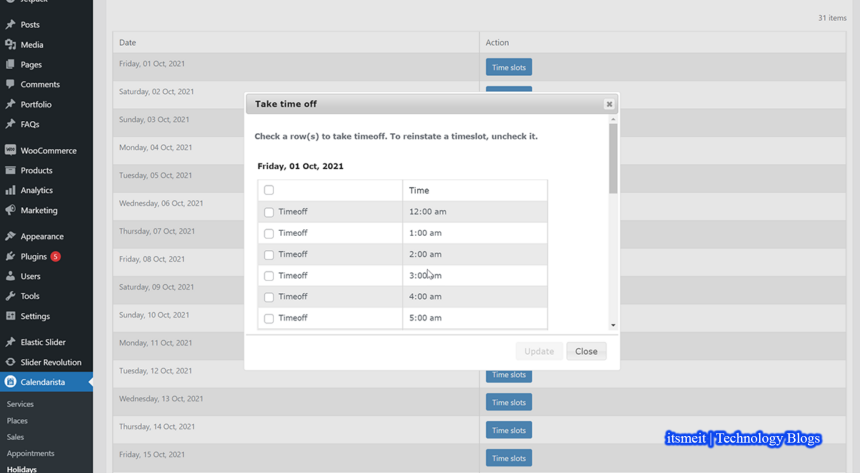 Jetpack
Posts
Media
Pages
Comments
Portfolio
FAQs
WooCommerce
Products
Analytics
Marketing
Appearance
Plugins 5
Users
Tools
Settings
Elastic Slider
Slider Revolution
Calendarista
Services
Places
Sales
Appointments
Holidays
31 items
Date Action
Friday, 01 Oct, 2021 Time slots
Saturday, 02 Oct, 2021
Sunday, 03 Oct, 2021
Monday, 04 Oct, 2021
Tuesday, 05 Oct, 2021
Wednesday, 06 Oct, 2021
Thursday, 07 Oct, 2021
Friday, 08 Oct, 2021
Saturday, 09 Oct, 2021
Sunday, 10 Oct, 2021
Monday, 11 Oct, 2021
Tuesday, 12 Oct, 2021 Time slots
Wednesday, 13 Oct, 2021 Time slots
Thursday, 14 Oct, 2021 Time slots
Friday, 15 Oct, 2021 Time slots
Take time off
Check a row(s) to take timeoff. To reinstate a timeslot, uncheck it.
Friday, 01 Oct, 2021
Time
Timeoff 12:00 am
Timeoff 1:00 am
Timeoff 2:00 am
Timeoff 3:00 am
Timeoff 4:00 am
Timeoff 5:00 am
Update Close
itsmeit | Technology Blogs